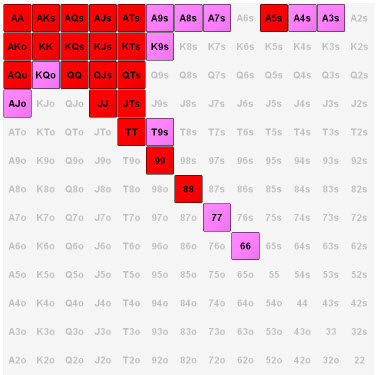 AA AKs AQs AJs ATs A9s A8s A7s A6s A5s A4s A3s A2s
AKo KK KQs KJs KTs K9s K8s K7s K6s K5s K4s K3s K2s
AQo KQo QQ QJs QTs Q9s Q8s Q7s Q6s Q5s Q4s Q3s Q2s
AJo KJo QJo JJ JTs J9s J8s J7s J6s J5s J4s J3s J2s
ATo KTo QTo JTo TT T9s T8s T7s T6s T5s T4s T3s T2s
A9o K9o Q9o J9o T9o 99 98s 97s 96s 95s 94s 93s 92s
A8o K8o Q8o J8o T8o 98o 88 87s 86s 85s 84s 83s 82s
A7o K7o Q7o J7o T7o 97o 87o 77 76s 75s 74s 73s 72s
A6o K6o Q6o J6o T6o 96o 86o 76o 66 65s 64s 63s 62s
A5o K5o Q5o J5o T5o 95o 85o 75o 65o 55 54s 53s 52s
A4o K4o Q4o J4o T4o 94o 84o 74o 64o 54o 44 43s 42s
A3o K3o Q3o J3o T3o 93o 83o 73o 63o 53o 43o 33 32s
A2o K2o Q2o J2o T2o 92o 82o 72o 62o 52o 42o 32o 22